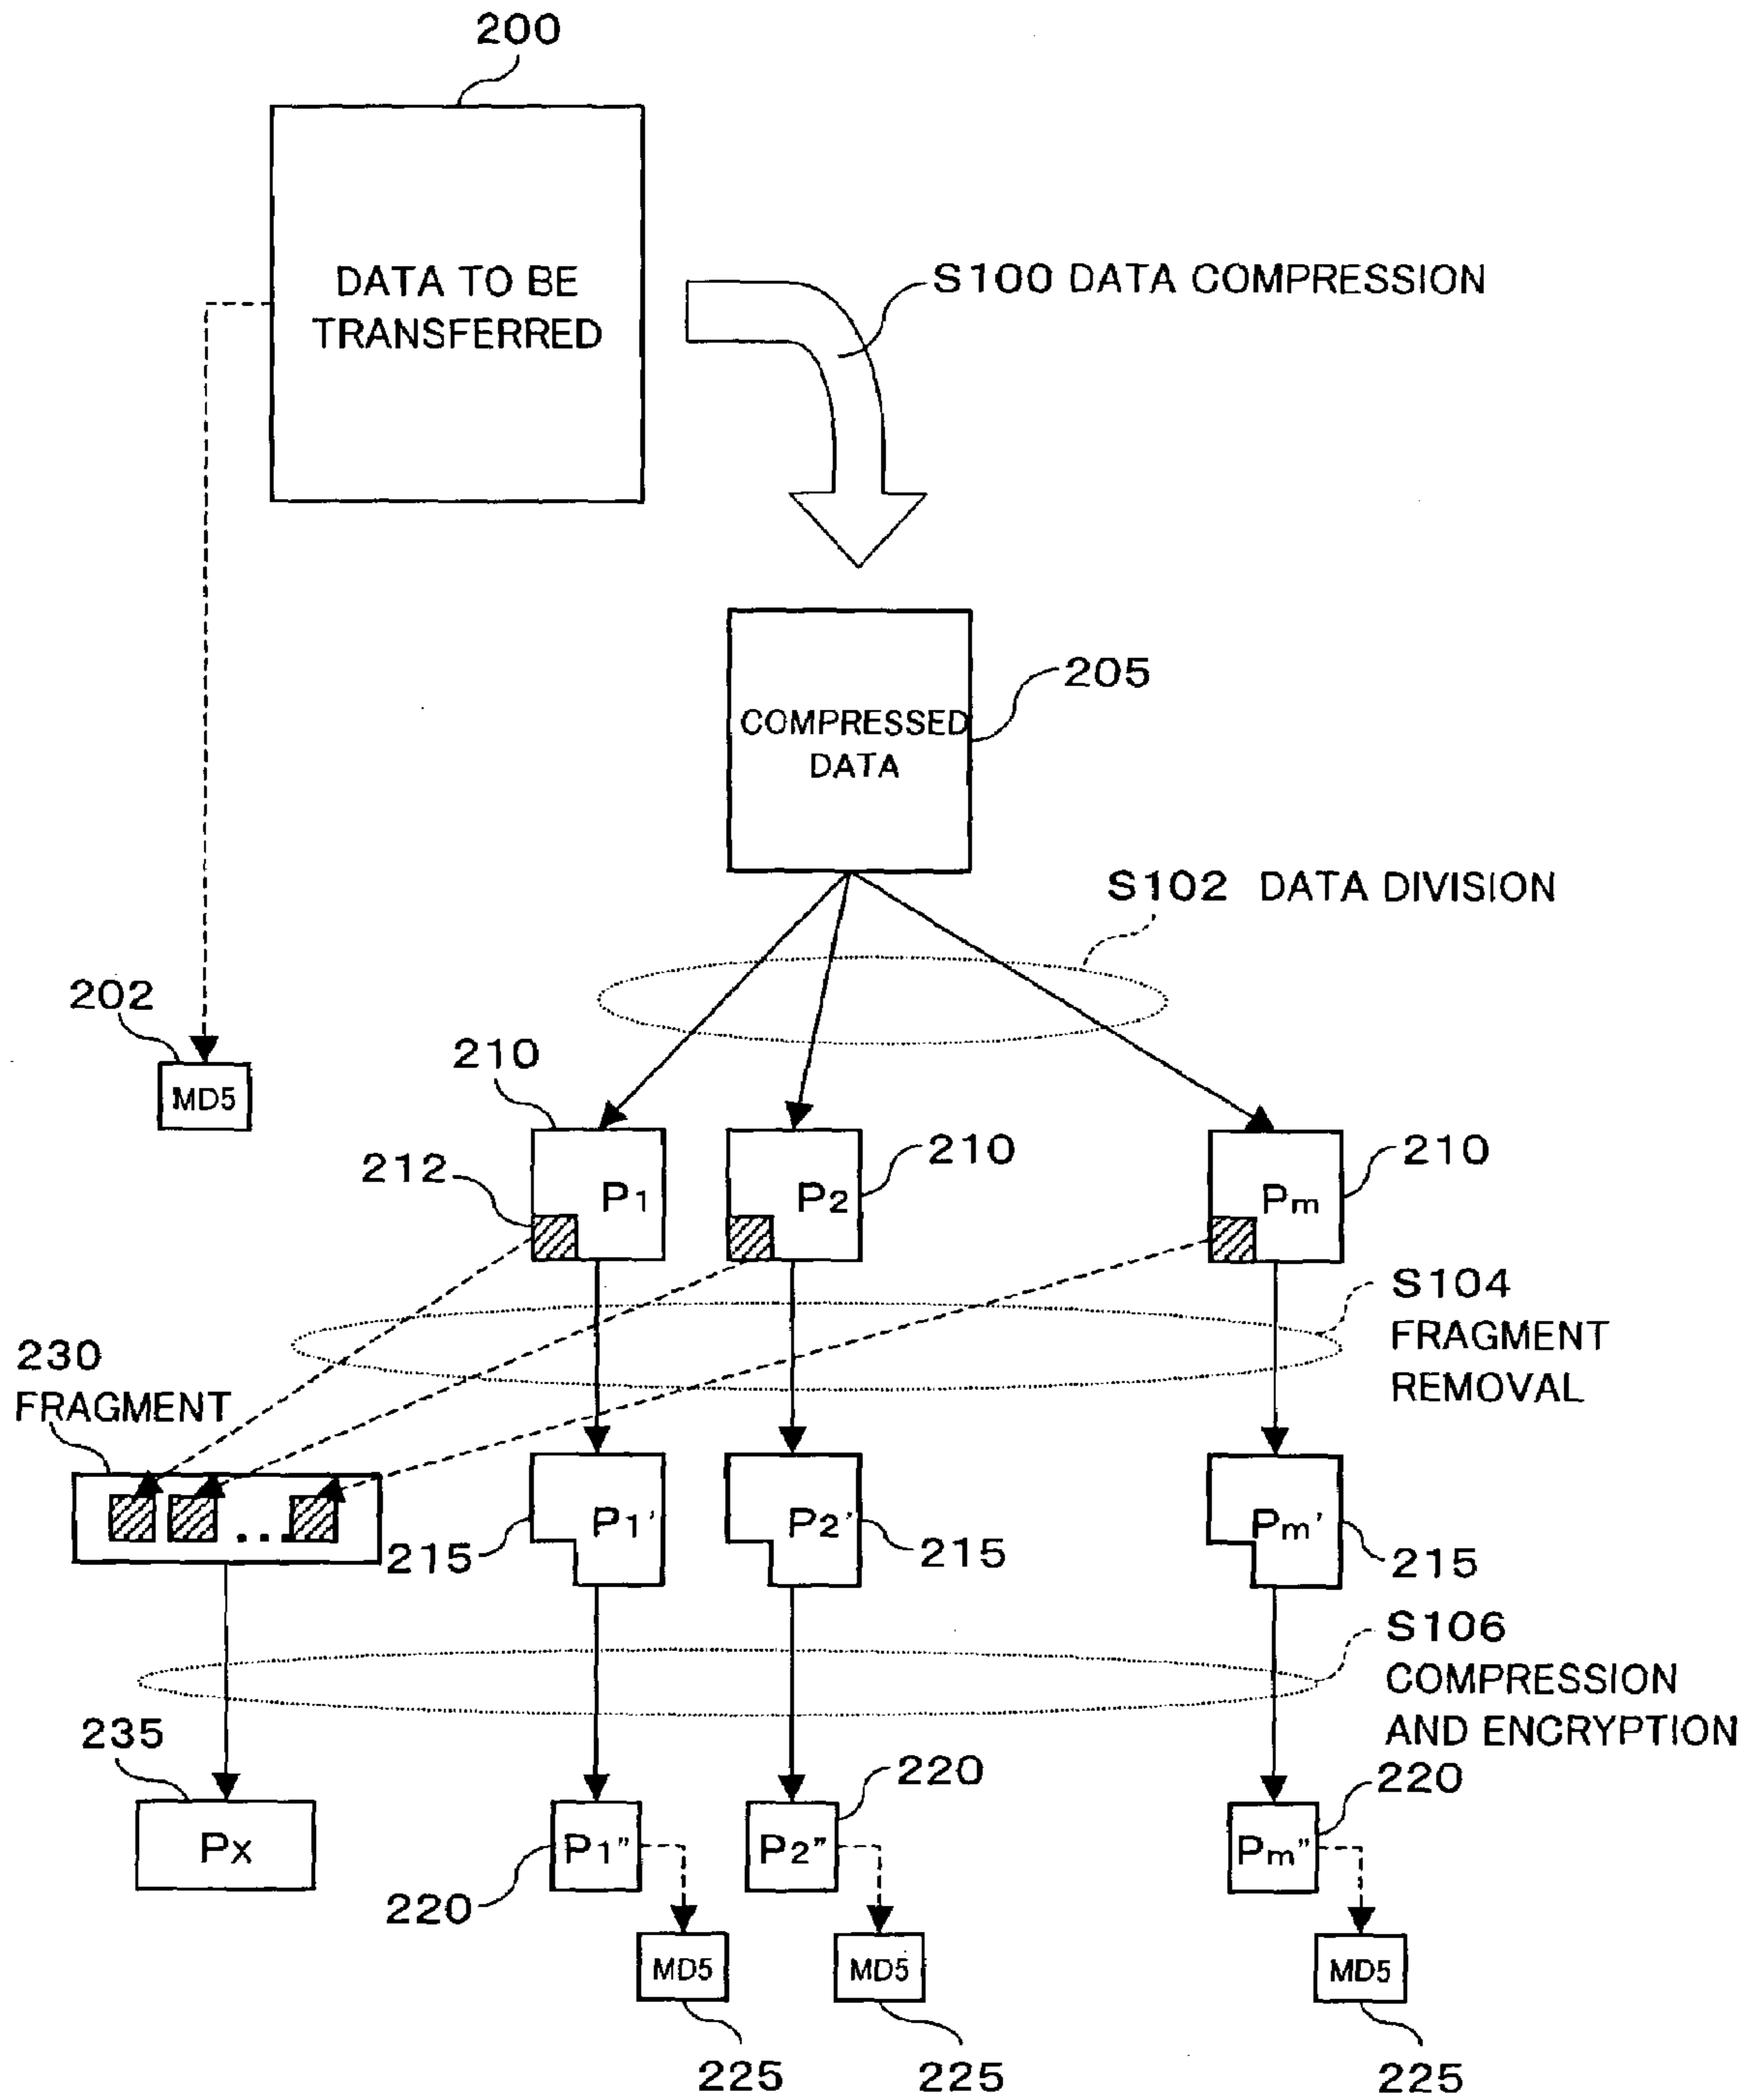 200
DATA TO BE
TRANSFERRED
S100 DATA COMPRESSION
COMPRESSED
DATA
205
S102 DATA DIVISION
202
MD5
210
212
P1
P2
210
Pm
210
S104
FRAGMENT
REMOVAL
230
FRAGMENT
...
P1'
215
P2'
215
Pm'
215
S106
COMPRESSION
AND ENCRYPTION
235
Px
P1"
220
P2"
220
Pm"
220
MD5
MD5
MD5
225
225
225